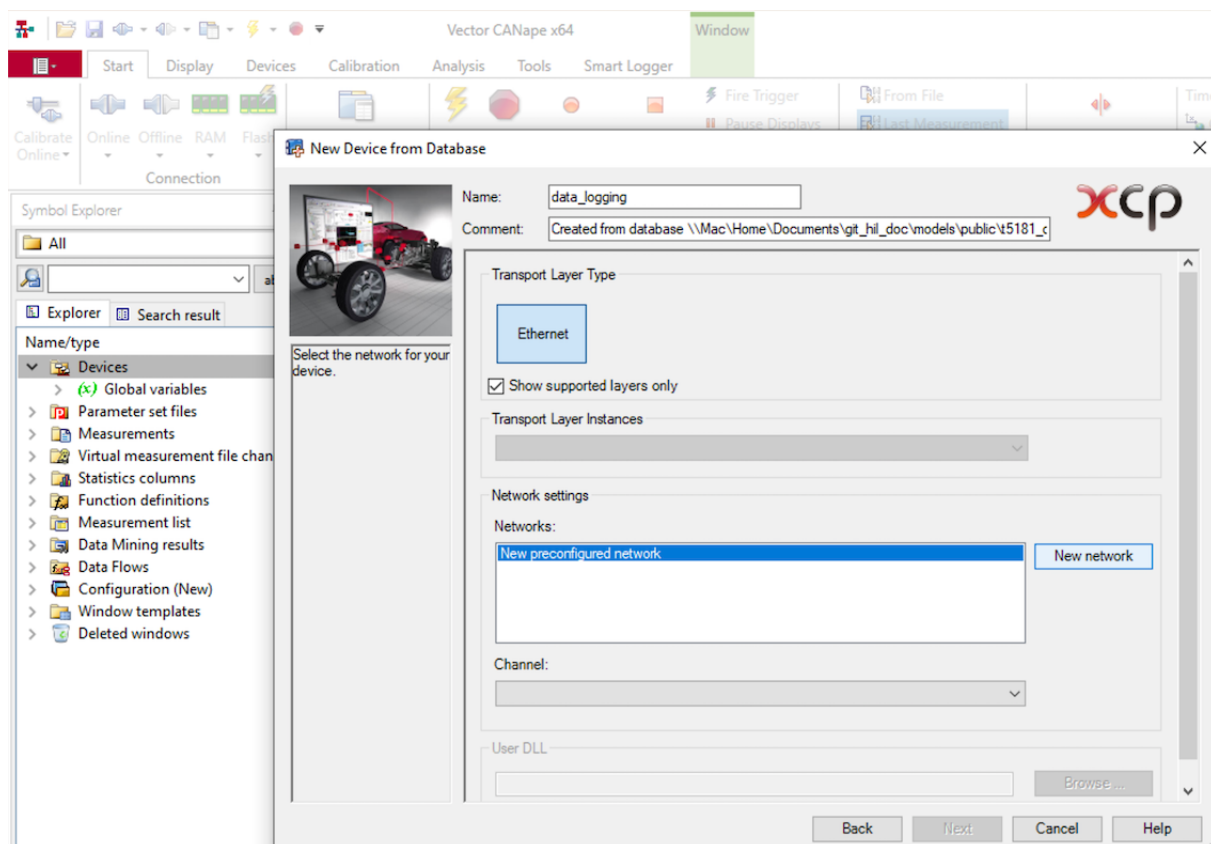 Vector CANape x64
Window
Start Display Devices Calibration Analysis Tools Smart Logger
Fire Trigger
From File
Calibrate Online
Online Offline RAM Flash
Pause Displays
Last Measurement
Connection
New Device from Database
Symbol Explorer
All
Explorer Search result
Name/type
Devices
(x) Global variables
Parameter set files
Measurements
Virtual measurement file chan
Statistics columns
Function definitions
Measurement list
Data Mining results
Data Flows
Configuration (New)
Window templates
Deleted windows
Name: data_logging
xcp
Comment: Created from database \\Mac\Home\Documents\git_hil_doc\models\public\t5181_c
Select the network for your
device.
Transport Layer Type
Ethernet
Show supported layers only
Transport Layer Instances
Network settings
Networks:
New preconfigured network
New network
Channel:
User DLL
Browse ...
Back Next Cancel Help